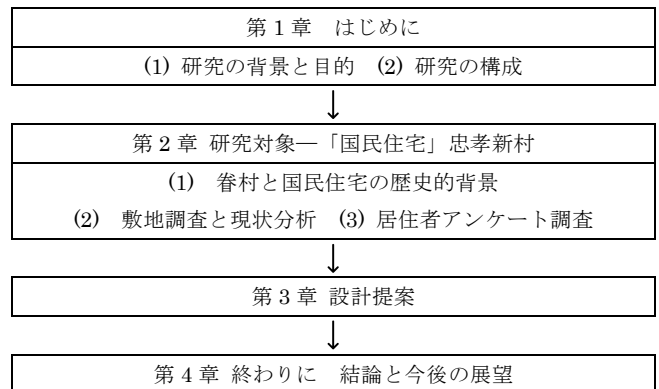 第1章 はじめに
(1) 研究の背景と目的 (2) 研究の構成
第2章 研究対象―「国民住宅」忠孝新村
(1) 眷村と国民住宅の歴史的背景
(2) 敷地調査と現状分析 (3) 居住者アンケート調査
第3章 設計提案
第4章 終わりに 結論と今後の展望